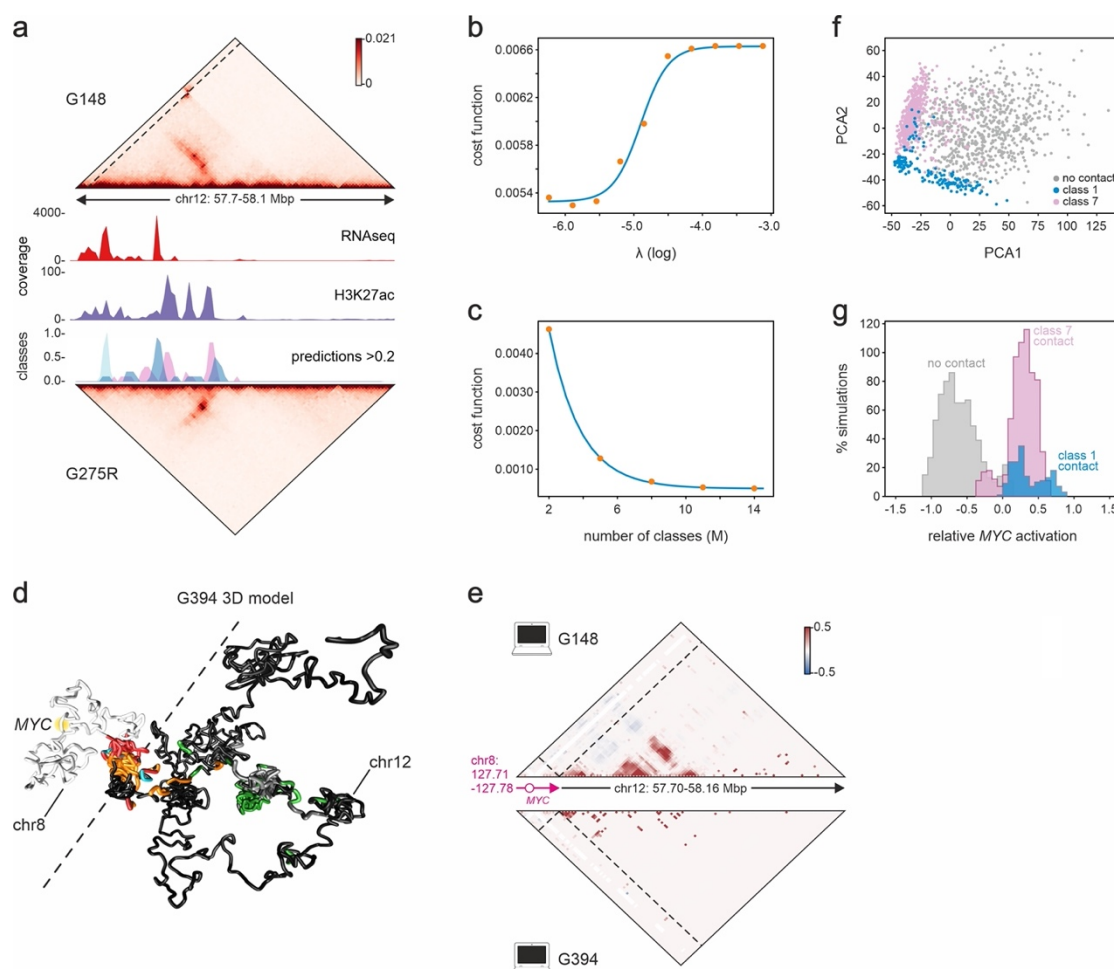 a
G148
0.021
0
chr12: 57.7-58.1 Mbp
4000-
0-
RNAseq
coverage
100-
0-
H3K27ac
classes
1.0-
0.5-
0.0-
predictions >0.2
G275R
b
cost function
0.0066
0.0062
0.0058
0.0054
-6.0 -5.0 -4.0 -3.0
λ (log)
c
cost function
0.0040
0.0030
0.0020
0.0010
2 6 10 14
number of classes (M)
d
G394 3D model
MYC
chr8
chr12
e
G148
0.5
-0.5
chr8:
127.71
-127.78
MYC
chr12: 57.70-58.16 Mbp
G394
f
PCA2
60
40
20
0
-20
-40
-60
no contact
class 1
class 7
-50 -25 0 25 50 75 100 125
PCA1
g
% simulations
120
100
80
60
40
20
0
no contact
class 7
contact
class 1
contact
-1.5 -1.0 -0.5 0.0 0.5 1.0 1.5
relative MYC activation